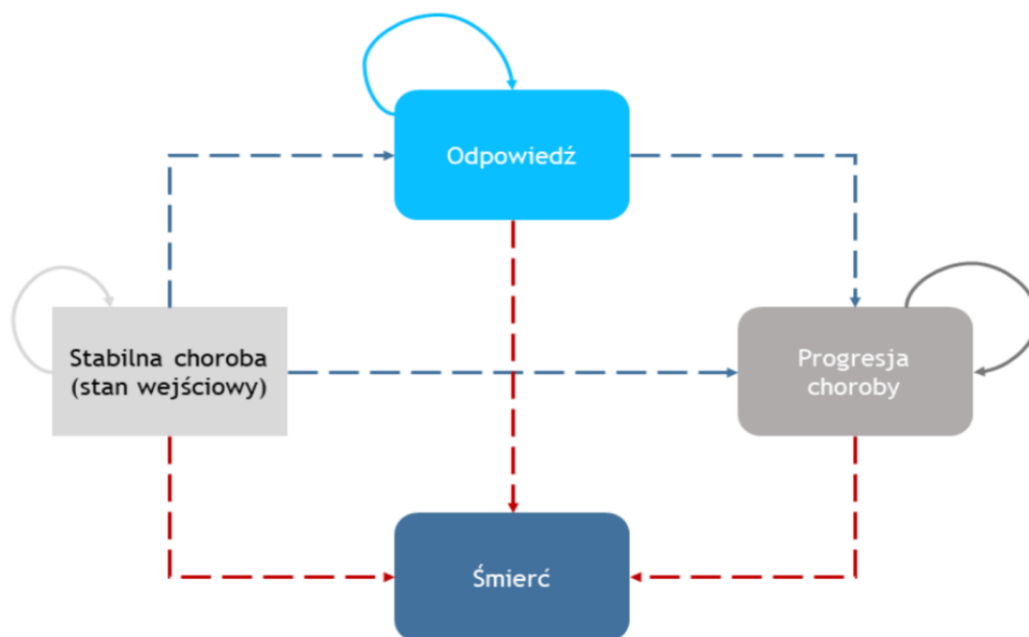 Odpowiedź
Stabilna choroba
(stan wejściowy)
Progresja
choroby
Śmierć